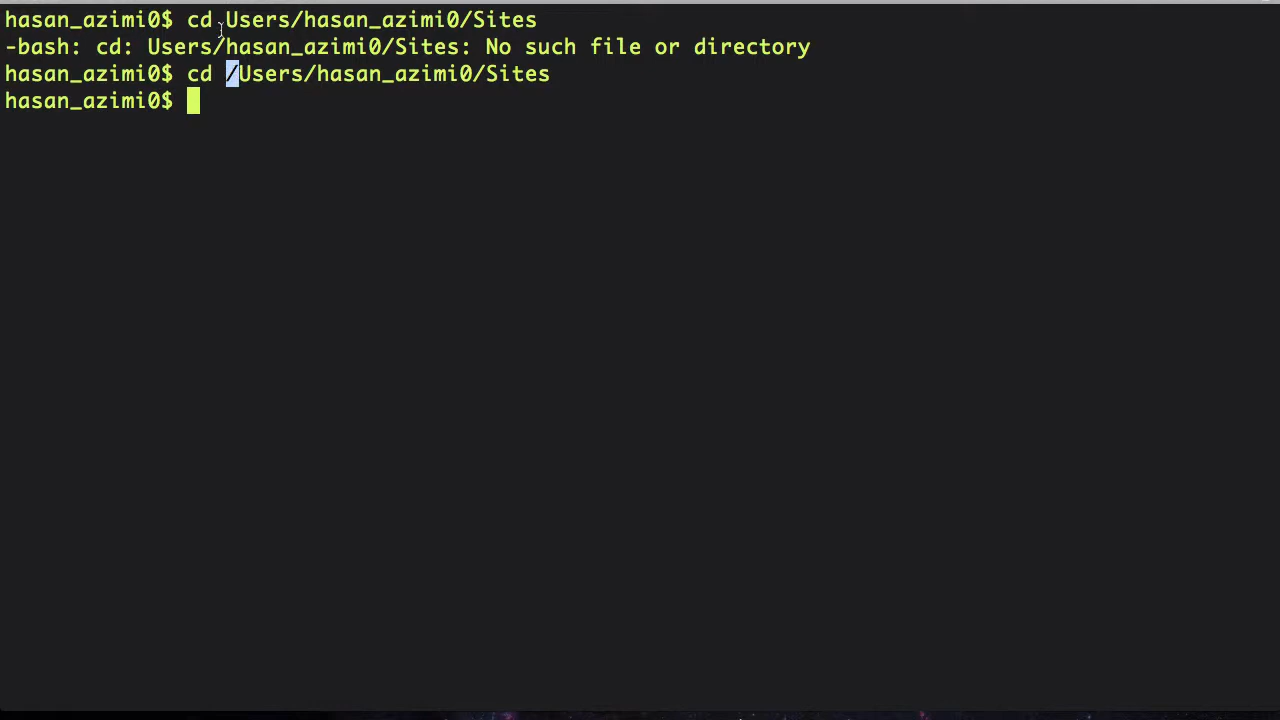 hasan_azimi0$ cd Users/hasan_azimi0/Sites
-bash: cd: Users/hasan_azimi0/Sites: No such file or directory
hasan_azimi0$ cd /Users/hasan_azimi0/Sites
hasan_azimi0$